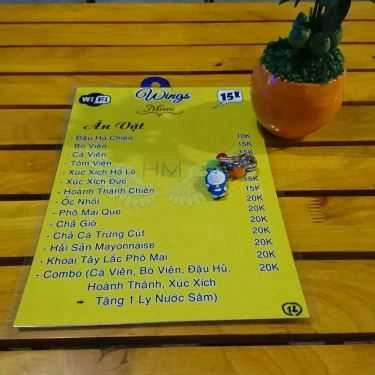 WiFi
Wings
Menu
15K
Ăn Vặt
- Đậu Hủ Chiên 10K
- Bò Viên
- Cá Viên 15K
- Tôm Viên
- Xúc Xích Hồ Lô
- Xúc Xích Đức 15K
- Hoành Thánh Chiên 15K
- Ốc Nhồi 20K
- Phô Mai Que 20K
- Chả Giò 20K
- Chả Cá Trứng Cút 20K
- Hải Sản Mayonnaise 20K
- Khoai Tây Lắc Phô Mai 20K
- Combo (Cá Viên, Bò Viên, Đậu Hủ, 20K
Hoành Thánh, Xúc Xích
Tặng 1 Ly Nước Sâm)
HM
12